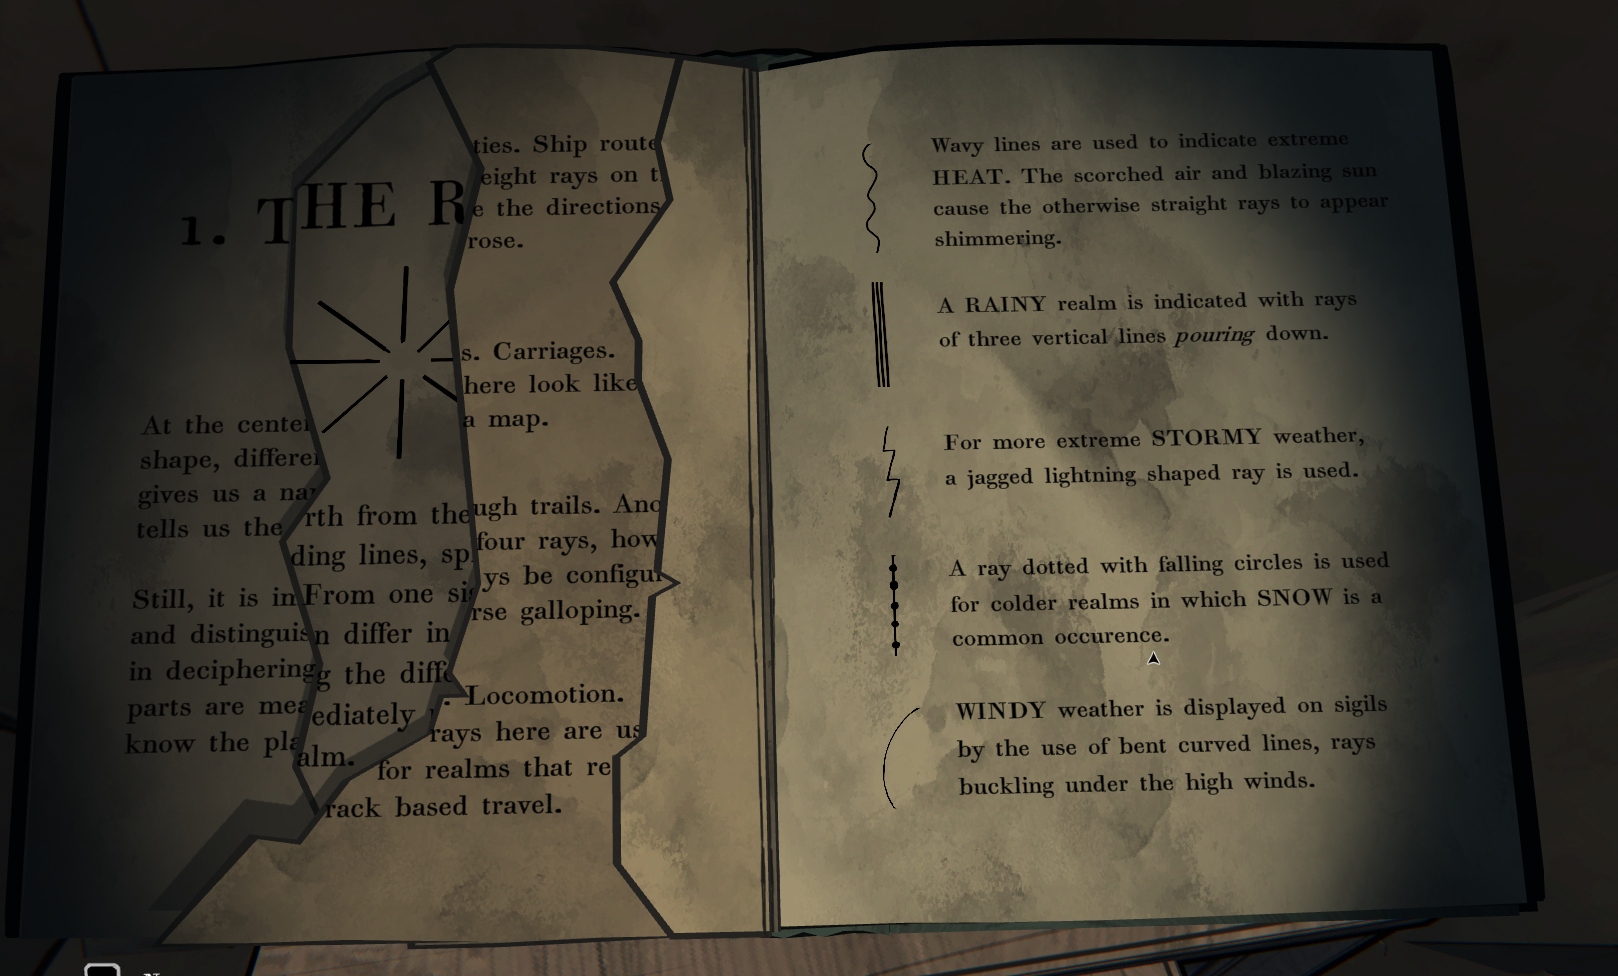 1. THE R
At the center
shape, differe
gives us a na
tells us the
Still, it is in
and distinguis
in deciphering
parts are mea
know the pla
rth from the
ding lines, sp
From one si
n differ in
g the diffe
ediately
alm.
ties. Ship route
eight rays on t
e the directions
rose.
s. Carriages.
here look like
a map.
ugh trails. And
four rays, how
ys be configu
rse galloping.
. Locomotion.
rays here are us
for realms that re
rack based travel.
Wavy lines are used to indicate extreme
HEAT. The scorched air and blazing sun
cause the otherwise straight rays to appear
shimmering.
A RAINY realm is indicated with rays
of three vertical lines pouring down.
For more extreme STORMY weather,
a jagged lightning shaped ray is used.
A ray dotted with falling circles is used
for colder realms in which SNOW is a
common occurence.
WINDY weather is displayed on sigils
by the use of bent curved lines, rays
buckling under the high winds.